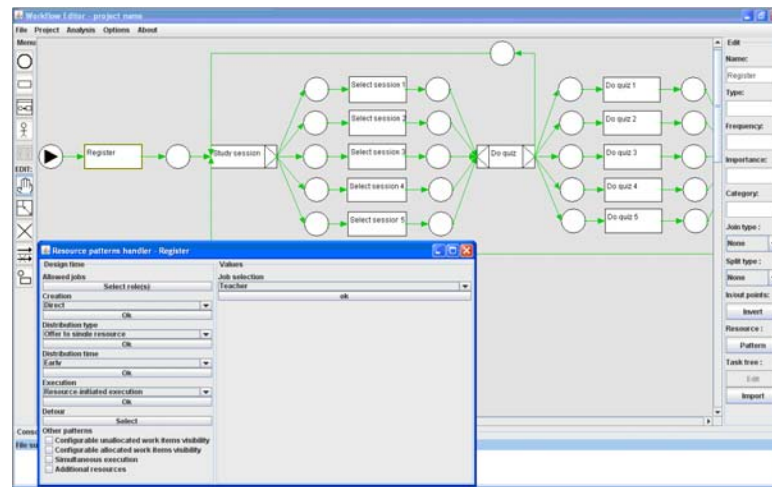 Workflow Editor - project name
File Project Analysis Options About
Menu
EDIT:
Register
Study session
Select session 1
Select session 2
Select session 3
Select session 4
Select session 5
Do quiz
Do quiz 1
Do quiz 2
Do quiz 3
Do quiz 4
Do quiz 5
Edit
Name:
Register
Type:
Frequency:
Importance:
Category:
Join type :
None
Split type :
None
In/out points:
Invert
Resource :
Pattern
Task tree :
Edit
Import
Resource patterns handler - Register
Design time
Allowed jobs
Select role(s)
Creation
Direct
Ok
Distribution type
Offer to single resource
Ok
Distribution time
Early
Ok
Execution
Resource-initiated execution
Ok
Detour
Select
Other patterns
Configurable unallocated work items visibility
Configurable allocated work items visibility
Simultaneous execution
Additional resources
Values
Job selection
Teacher
ok
Conso
File su